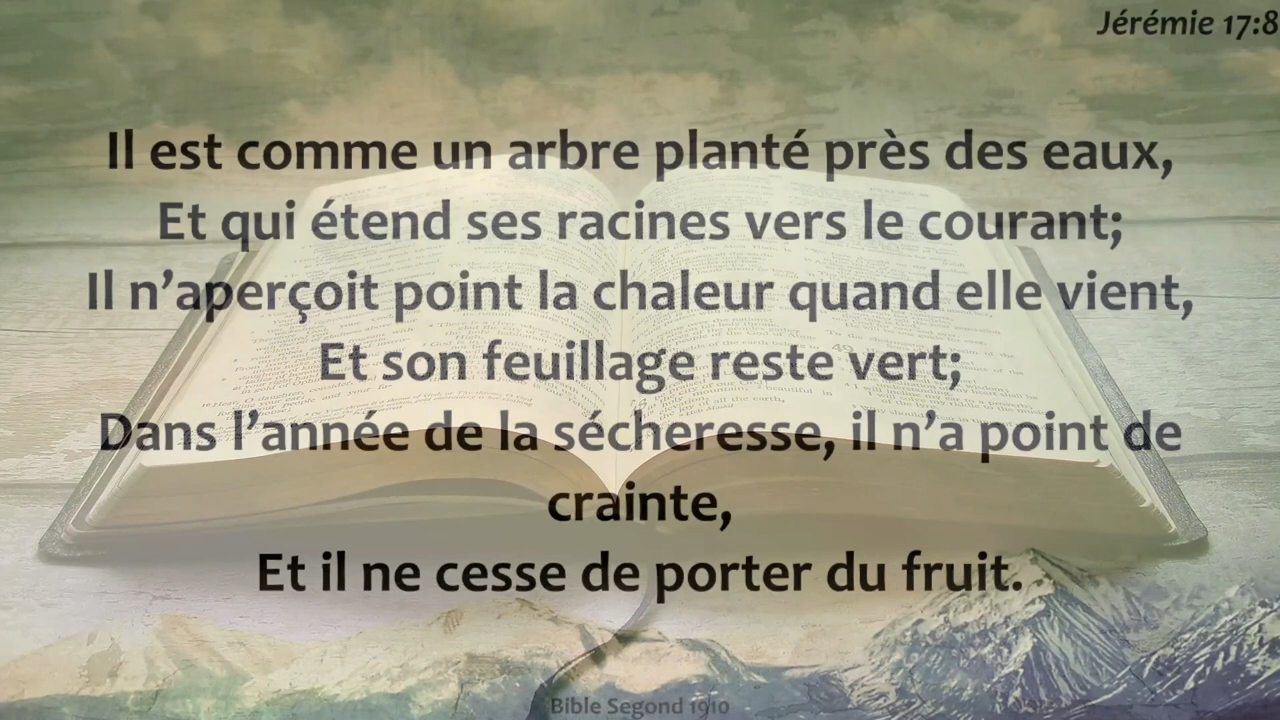 Jérémie 17:8
Il est comme un arbre planté près des eaux,
Et qui étend ses racines vers le courant;
Il n’aperçoit point la chaleur quand elle vient,
Et son feuillage reste vert;
Dans l’année de la sécheresse, il n’a point de
crainte,
Et il ne cesse de porter du fruit.
Bible Segond 1910